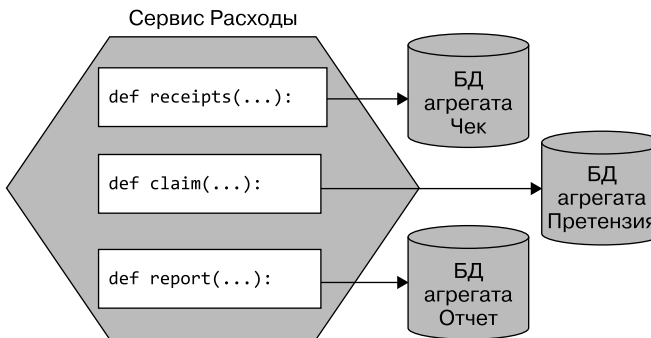 Сервис Расходы
def receipts(...):
БД
агрегата
Чек
def claim(...):
БД
агрегата
Претензия
def report(...):
БД
агрегата
Отчет